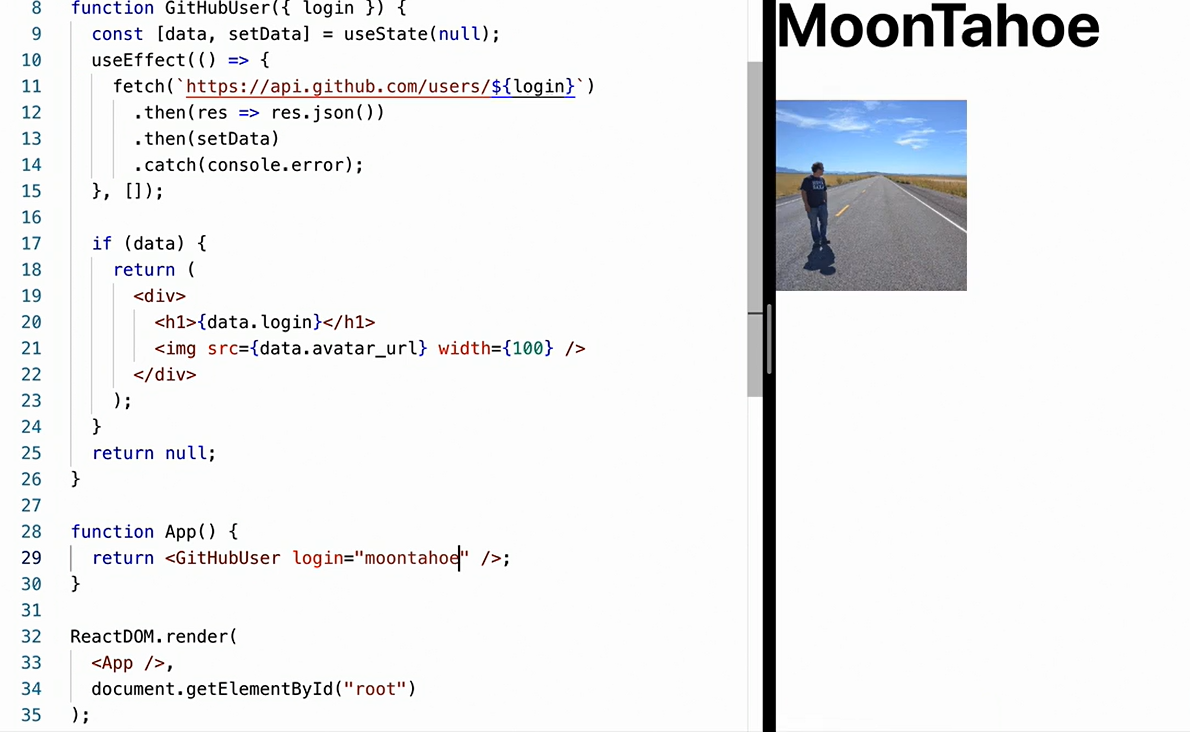 8 function GitHubUser({ login }) {
9 const [data, setData] = useState(null);
10 useEffect(() => {
11 fetch(`https://api.github.com/users/${login}`)
12 .then(res => res.json())
13 .then(setData)
14 .catch(console.error);
15 }, []);
16
17 if (data) {
18 return (
19 <div>
20 <h1>{data.login}</h1>
21 <img src={data.avatar_url} width={100} />
22 </div>
23 );
24 }
25 return null;
26 }
27
28 function App() {
29 return <GitHubUser login="moontahoe" />;
30 }
31
32 ReactDOM.render(
33 <App />,
34 document.getElementById("root")
35 );
MoonTahoe